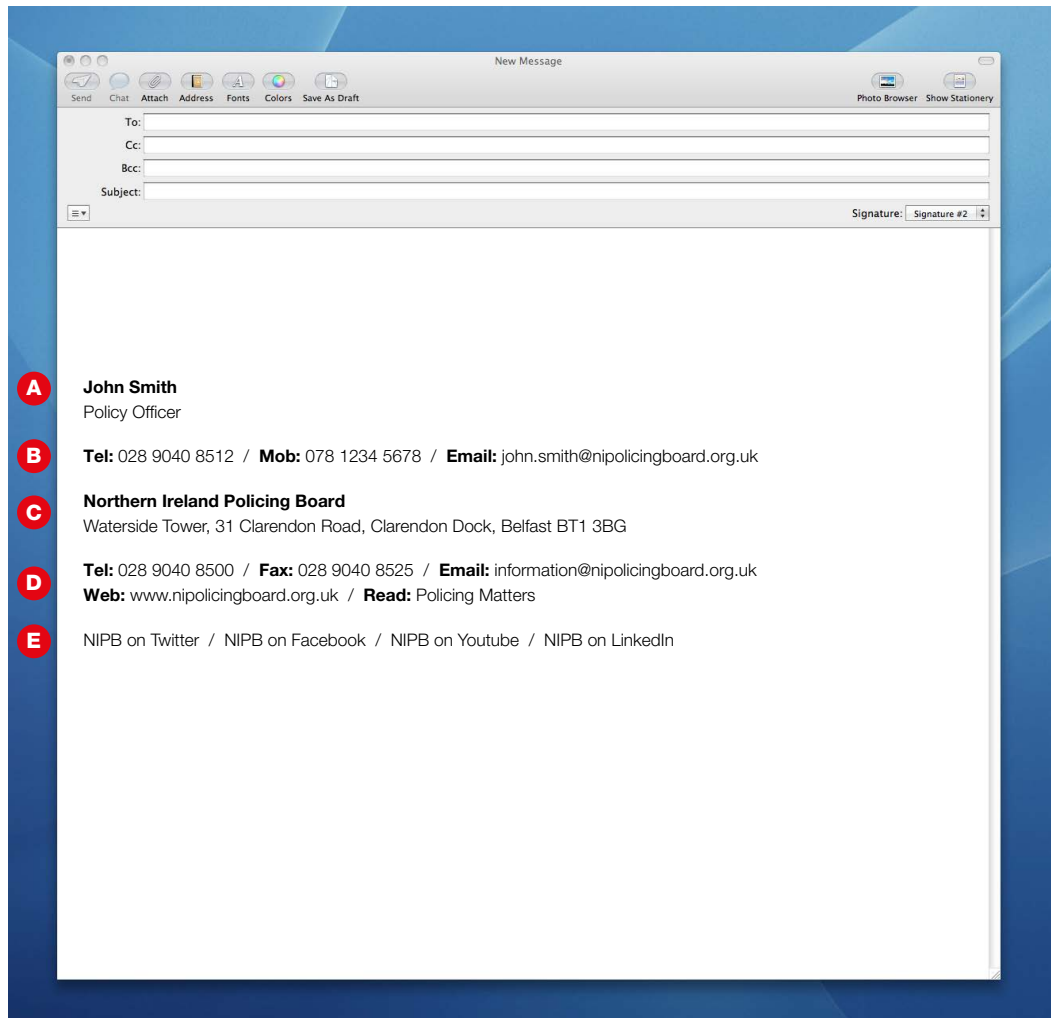 New Message
Send Chat Attach Address Fonts Colors Save As Draft Photo Browser Show Stationery
To:
Cc:
Bcc:
Subject:
Signature: Signature #2
A John Smith
Policy Officer
B Tel: 028 9040 8512 / Mob: 078 1234 5678 / Email: john.smith@nipolicingboard.org.uk
C Northern Ireland Policing Board
Waterside Tower, 31 Clarendon Road, Clarendon Dock, Belfast BT1 3BG
D Tel: 028 9040 8500 / Fax: 028 9040 8525 / Email: information@nipolicingboard.org.uk
Web: www.nipolicingboard.org.uk / Read: Policing Matters
E NIPB on Twitter / NIPB on Facebook / NIPB on Youtube / NIPB on LinkedIn